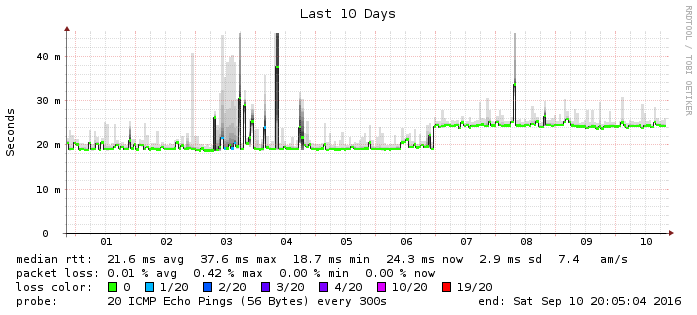 Last 10 Days
RRDTOOL / TOBI OETIKER
Seconds
40 m
30 m
20 m
10 m
0
01 02 03 04 05 06 07 08 09 10
median rtt: 21.6 ms avg 37.6 ms max 18.7 ms min 24.3 ms now 2.9 ms sd 7.4 am/s
packet loss: 0.01 % avg 0.42 % max 0.00 % min 0.00 % now
loss color: 0 1/20 2/20 3/20 4/20 10/20 19/20
probe: 20 ICMP Echo Pings (56 Bytes) every 300s end: Sat Sep 10 20:05:04 2016